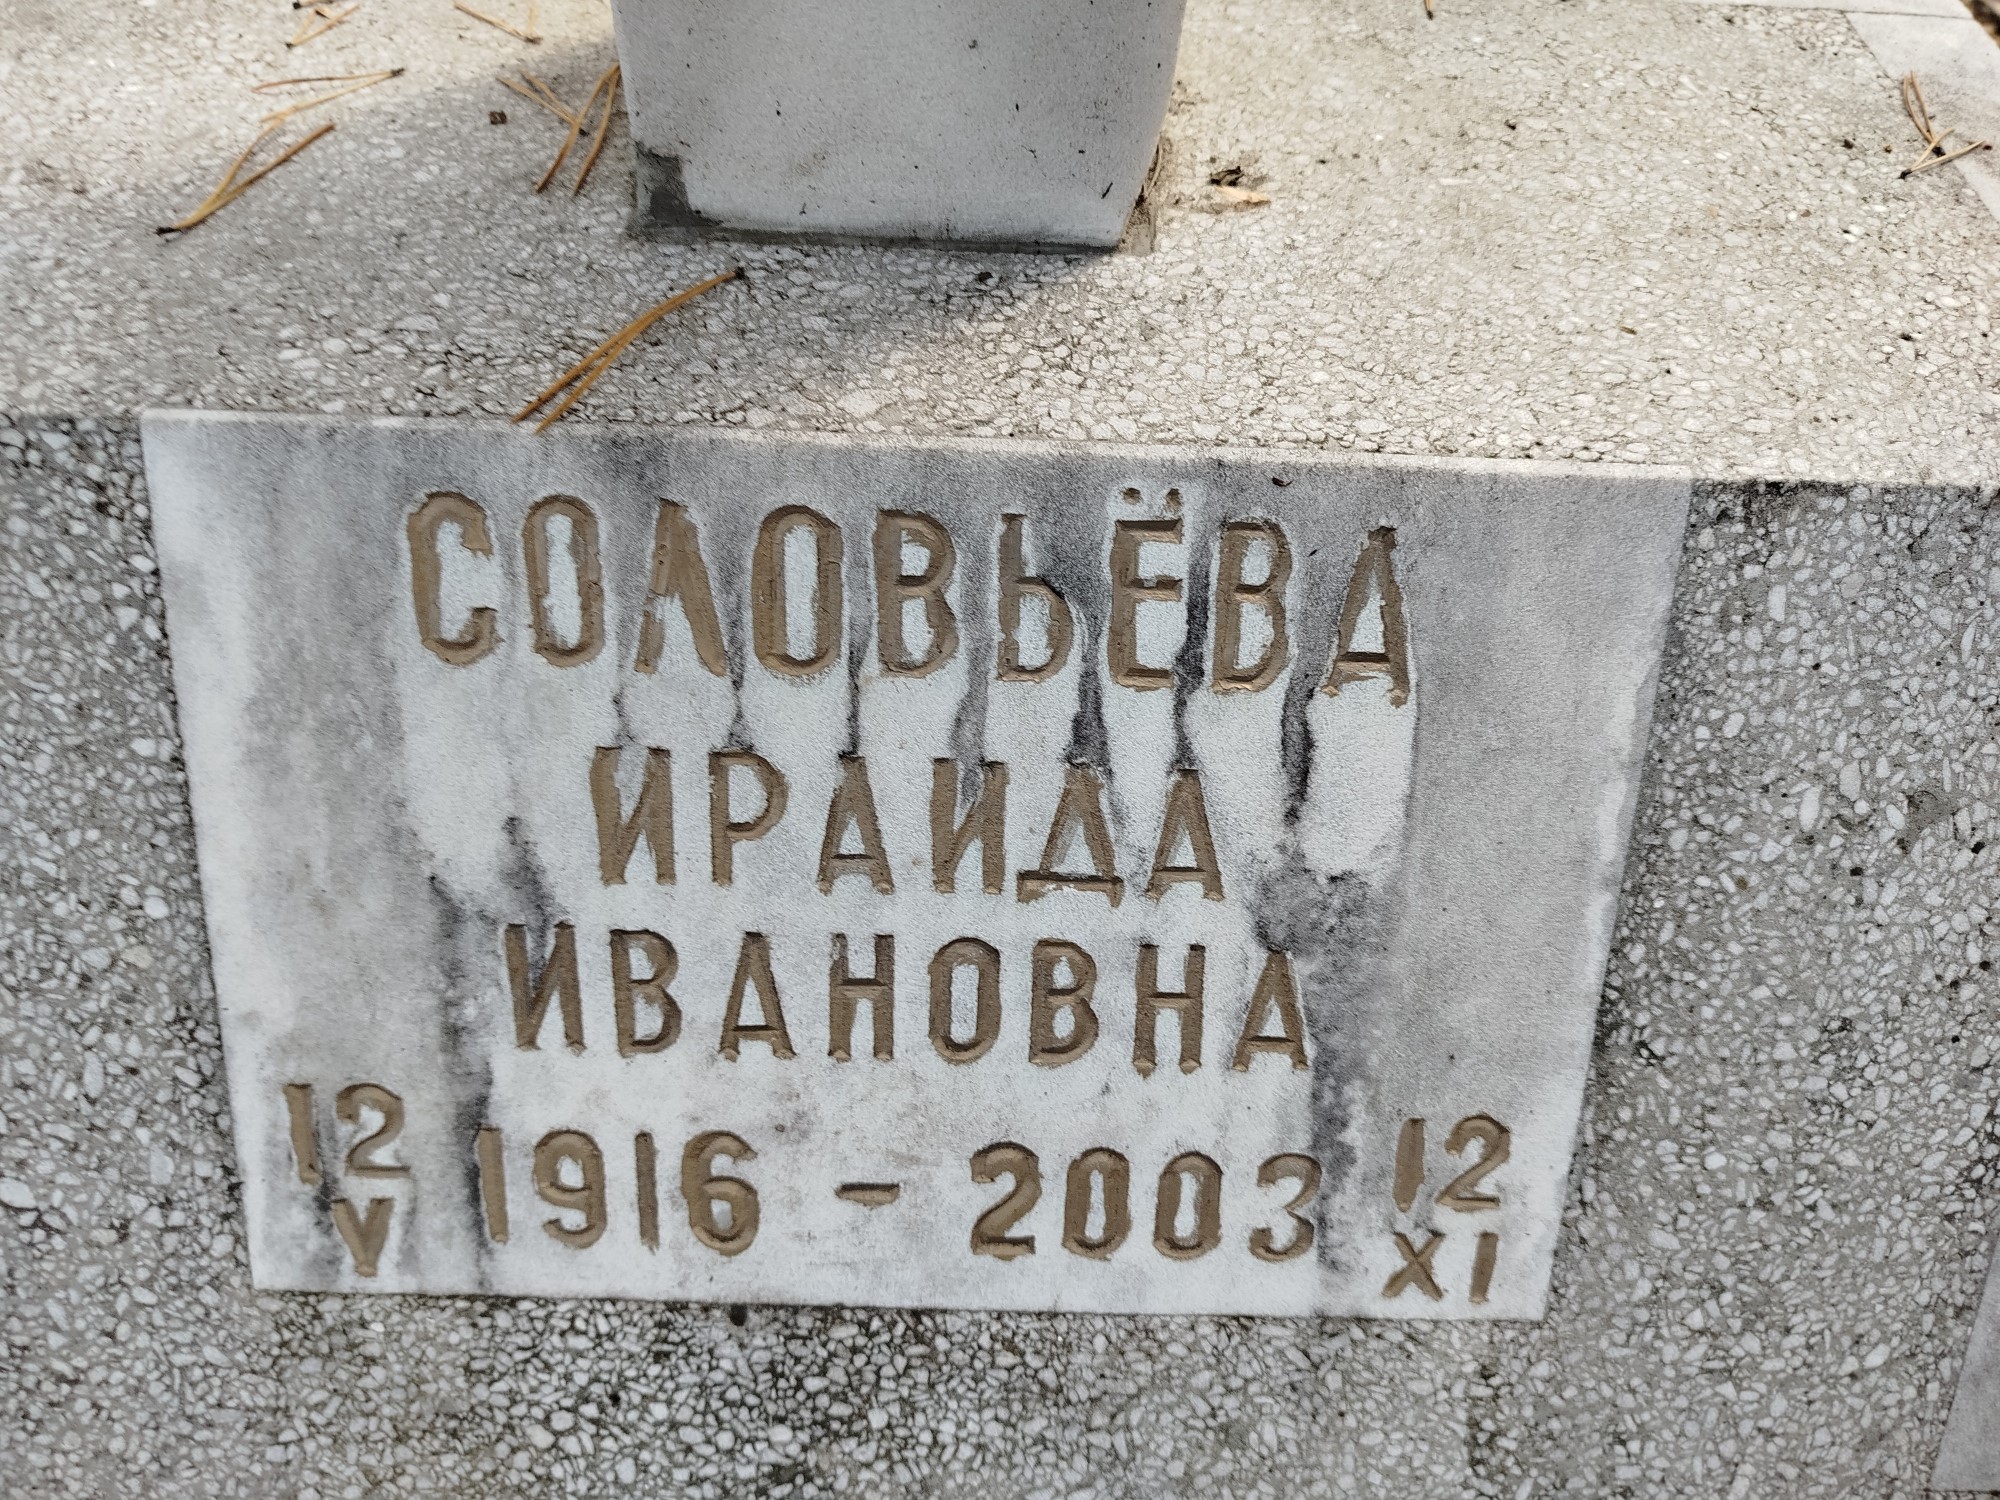 СОЛОВЬЁВА
ИРАИДА
ИВАНОВНА
12 V 1916 - 2003 12 XI